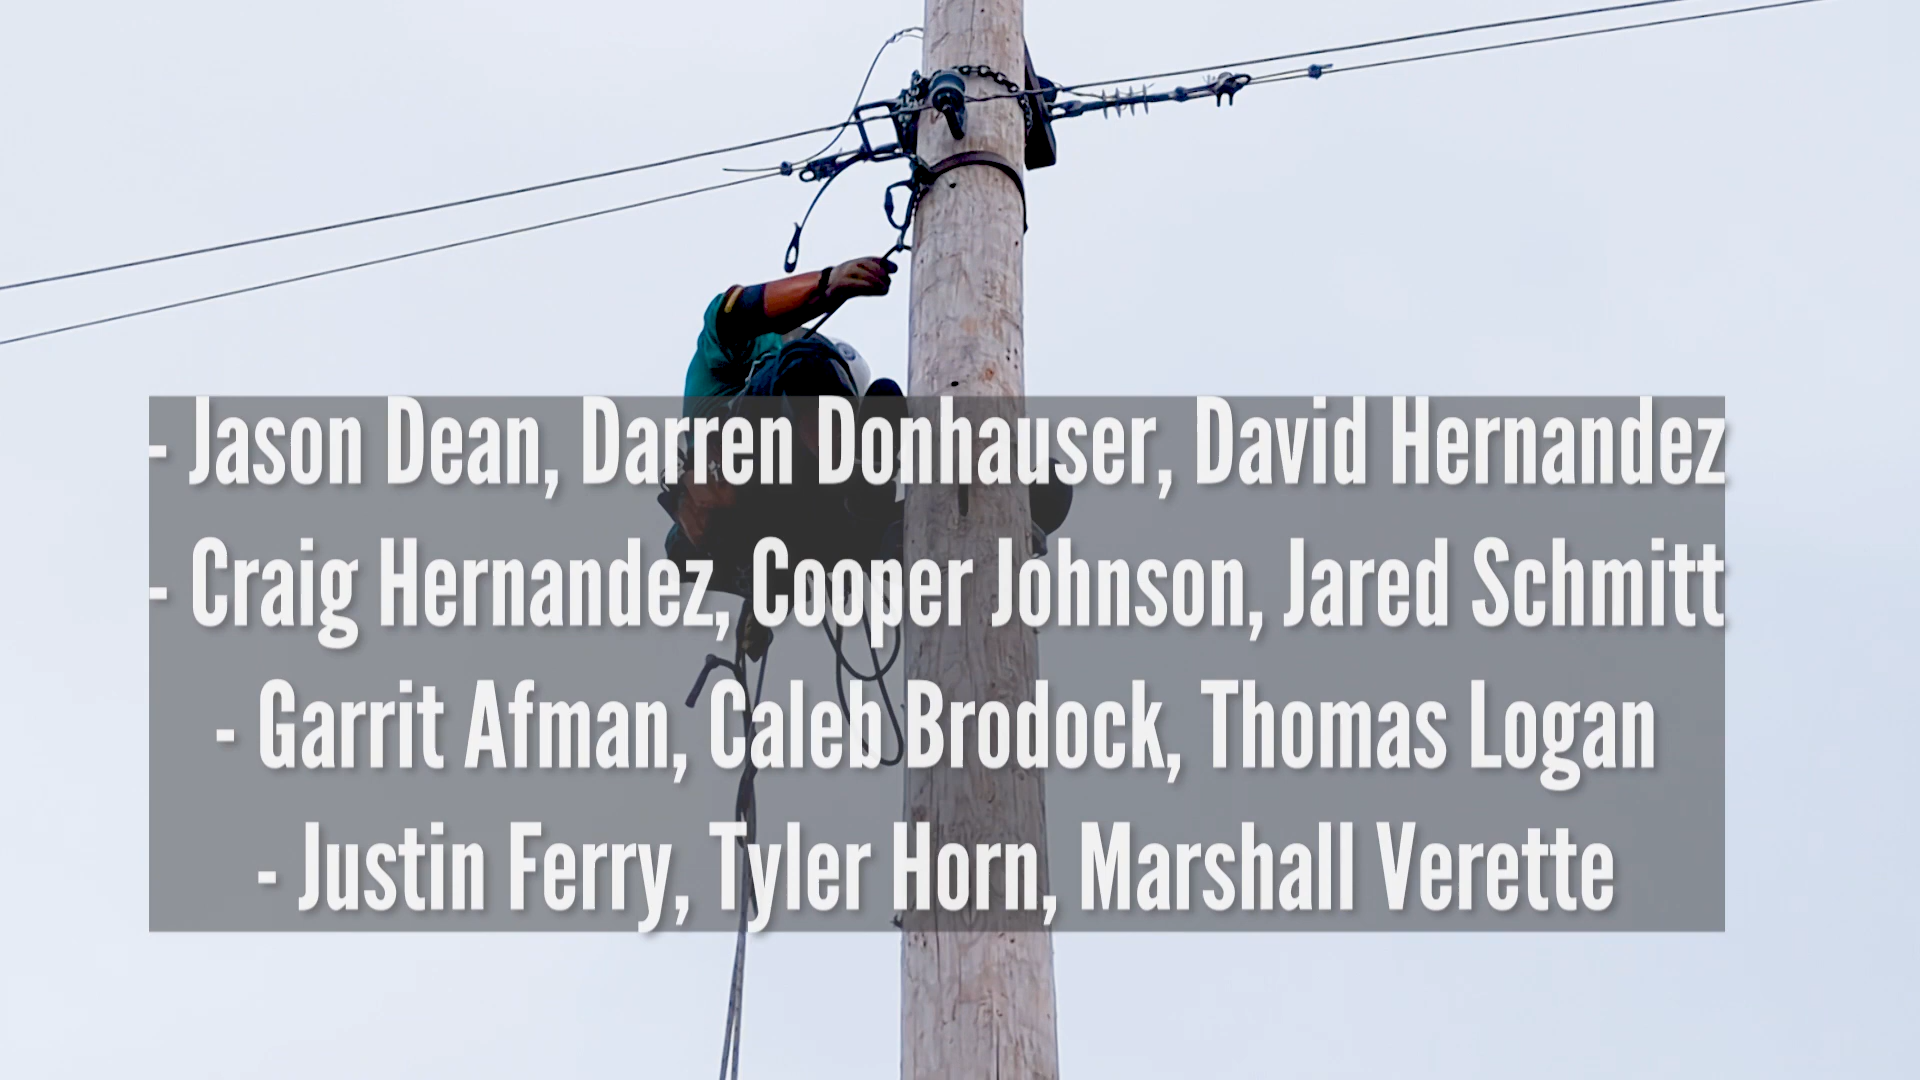 - Jason Dean, Darren Donhauser, David Hernandez
- Craig Hernandez, Cooper Johnson, Jared Schmitt
- Garrit Afman, Caleb Brodock, Thomas Logan
- Justin Ferry, Tyler Horn, Marshall Verette